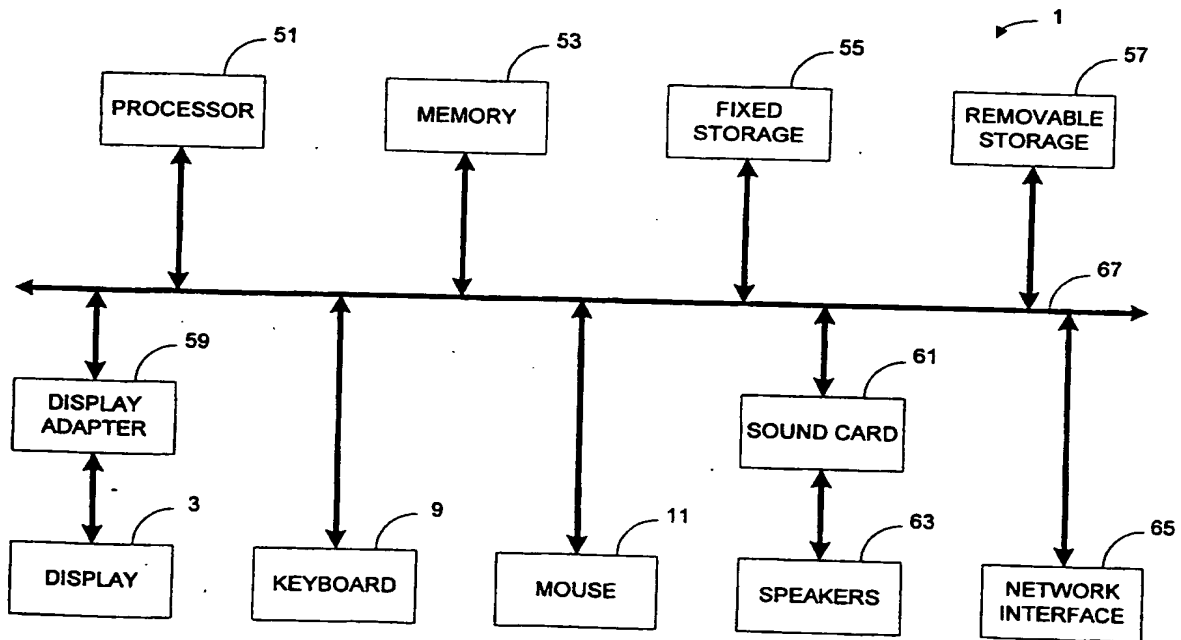 1
51
53
55
57
PROCESSOR
MEMORY
FIXED
STORAGE
REMOVABLE
STORAGE
67
59
61
DISPLAY
ADAPTER
SOUND CARD
3
9
11
63
65
DISPLAY
KEYBOARD
MOUSE
SPEAKERS
NETWORK
INTERFACE